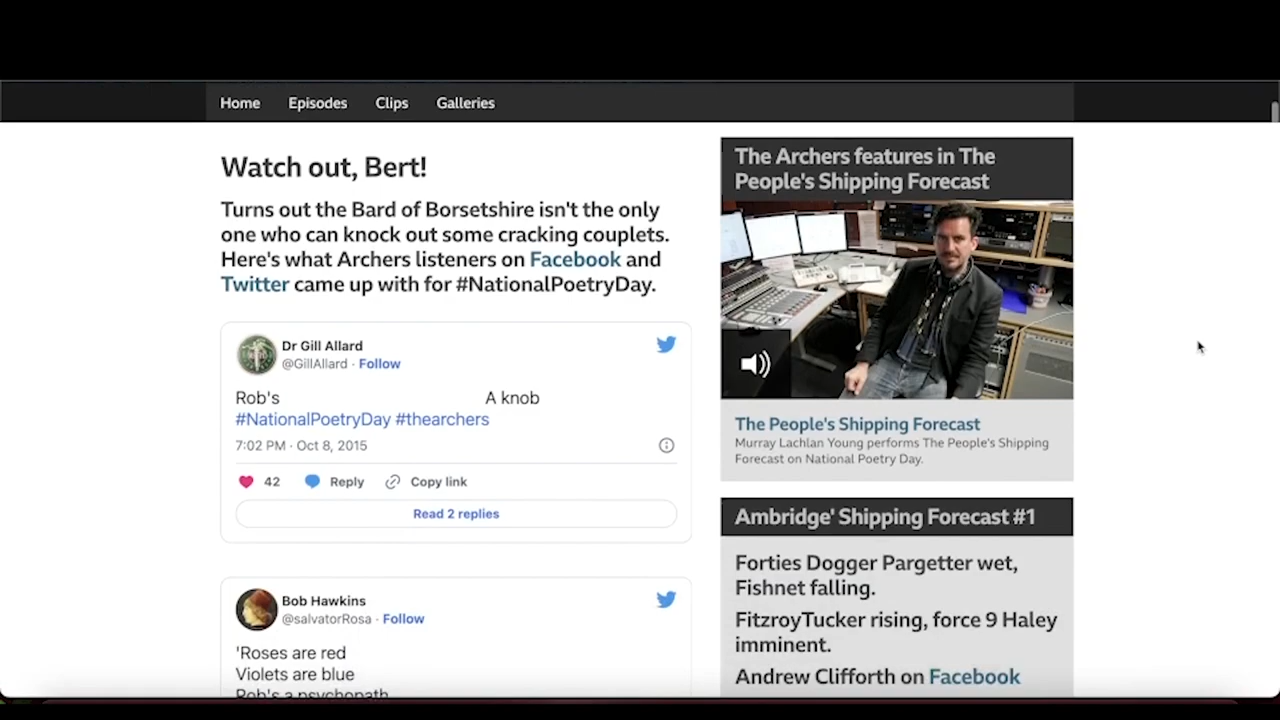 Home Episodes Clips Galleries
Watch out, Bert!
Turns out the Bard of Borsetshire isn't the only
one who can knock out some cracking couplets.
Here's what Archers listeners on Facebook and
Twitter came up with for #NationalPoetryDay.
Dr Gill Allard
@GillAllard · Follow
Rob's A knob
#NationalPoetryDay #thearchers
7:02 PM · Oct 8, 2015
42 Reply Copy link
Read 2 replies
Bob Hawkins
@salvatorRosa · Follow
'Roses are red
Violets are blue
Rob's a psychopath
The Archers features in The
People's Shipping Forecast
The People's Shipping Forecast
Murray Lachlan Young performs The People's Shipping
Forecast on National Poetry Day.
Ambridge' Shipping Forecast #1
Forties Dogger Pargetter wet,
Fishnet falling.
FitzroyTucker rising, force 9 Haley
imminent.
Andrew Clifforth on Facebook